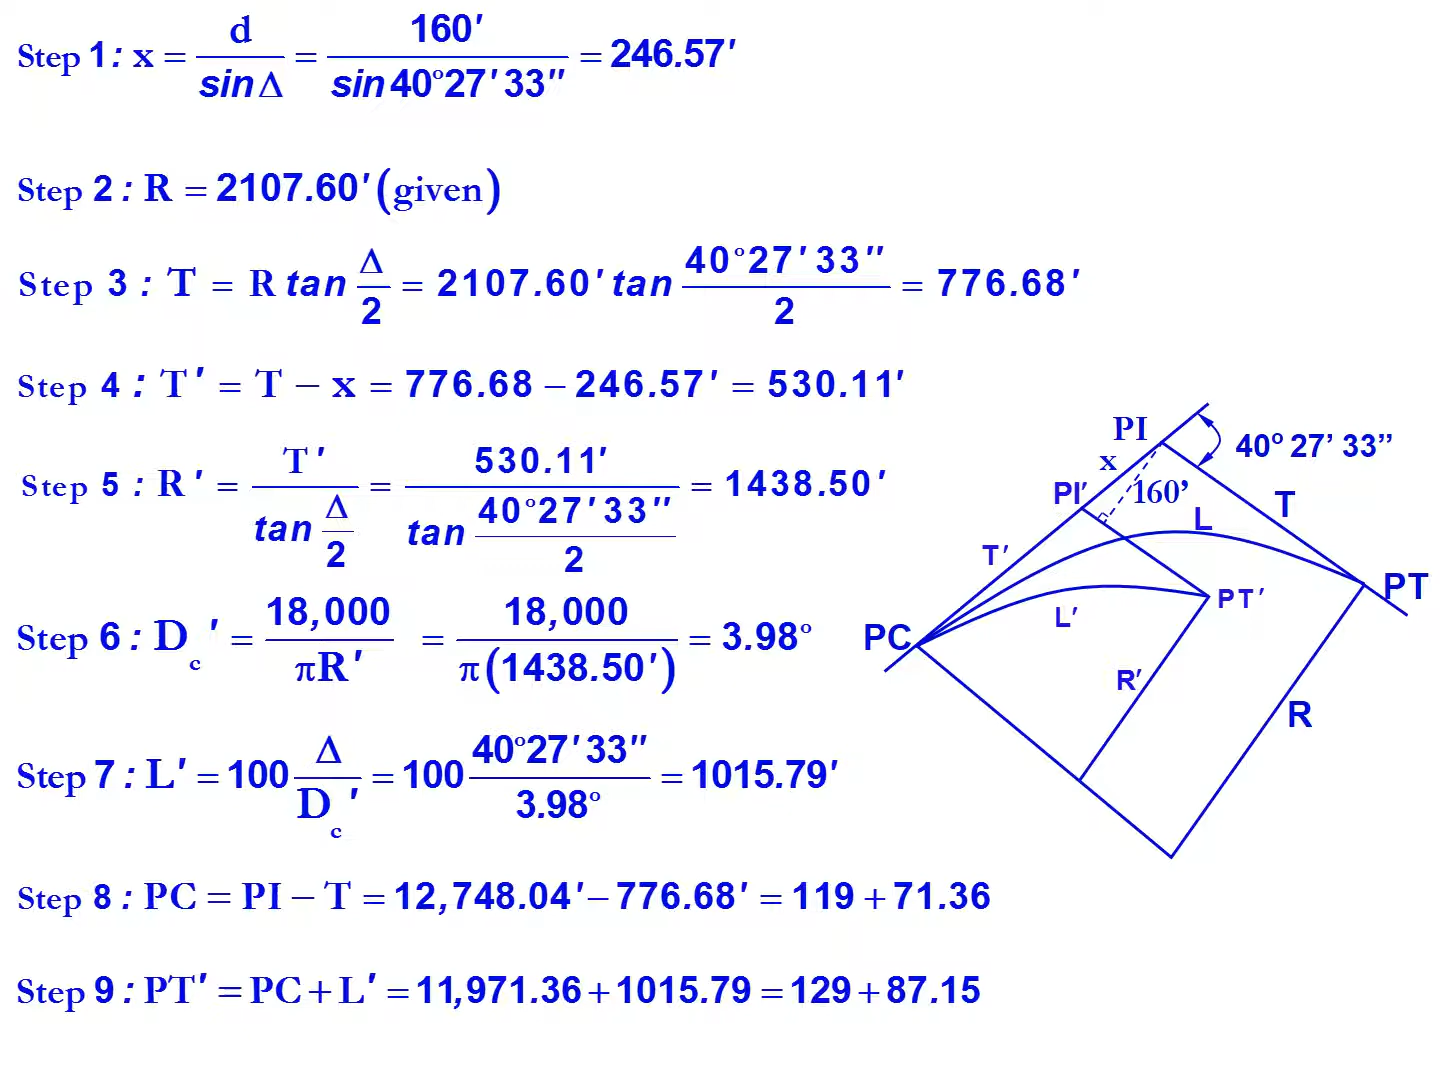 Step 1: x = d / sin Δ = 160′ / sin 40°27′33″ = 246.57′
Step 2: R = 2107.60′ (given)
Step 3: T = R tan Δ/2 = 2107.60′ tan 40°27′33″ / 2 = 776.68′
Step 4: T′ = T − x = 776.68 − 246.57′ = 530.11′
Step 5: R′ = T′ / tan Δ/2 = 530.11′ / tan 40°27′33″/2 = 1438.50′
Step 6: Dc′ = 18,000 / πR′ = 18,000 / π(1438.50′) = 3.98°
Step 7: L′ = 100 Δ / Dc′ = 100 40°27′33″ / 3.98° = 1015.79′
Step 8: PC = PI − T = 12,748.04′ − 776.68′ = 119 + 71.36
Step 9: PT′ = PC + L′ = 11,971.36 + 1015.79 = 129 + 87.15
PI
40° 27’ 33”
x
PI′
160’
T
L
T′
PT
PT′
L′
PC
R′
R